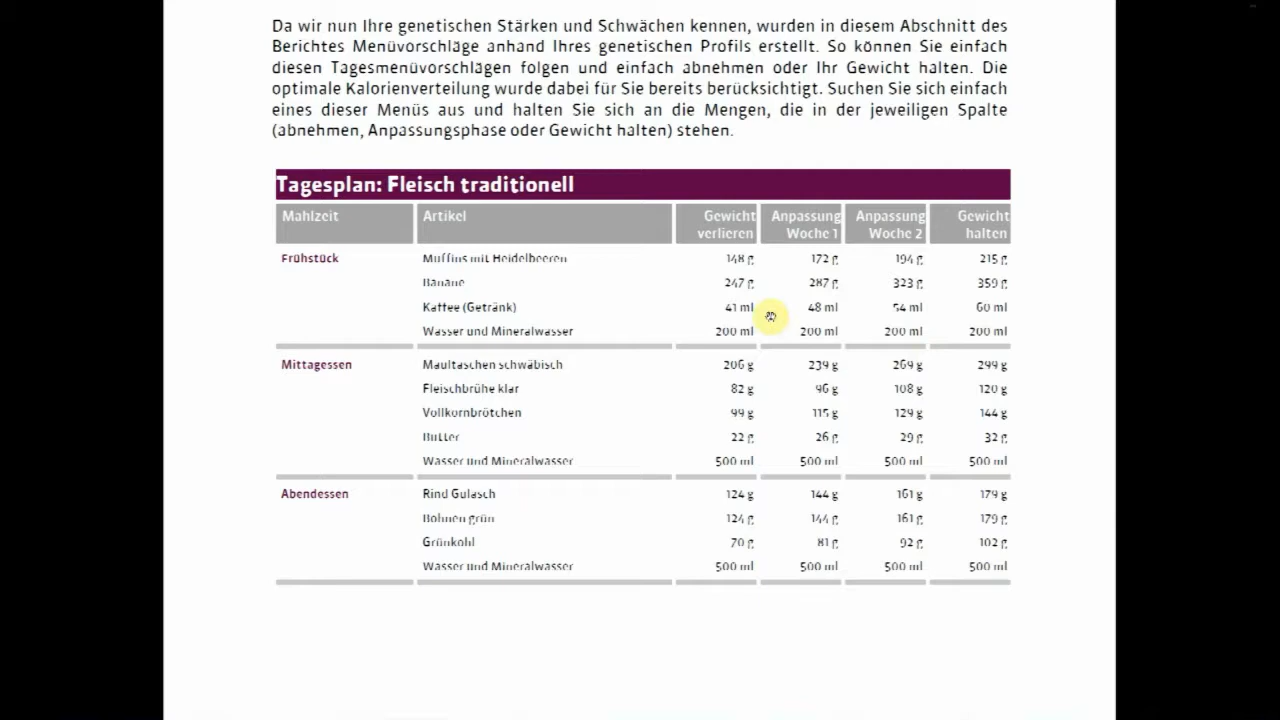 Da wir nun Ihre genetischen Stärken und Schwächen kennen, wurden in diesem Abschnitt des
Berichtes Menüvorschläge anhand Ihres genetischen Profils erstellt. So können Sie einfach
diesen Tagesmenüvorschlägen folgen und einfach abnehmen oder Ihr Gewicht halten. Die
optimale Kalorienverteilung wurde dabei für Sie bereits berücksichtigt. Suchen Sie sich einfach
eines dieser Menüs aus und halten Sie sich an die Mengen, die in der jeweiligen Spalte
(abnehmen, Anpassungsphase oder Gewicht halten) stehen.
Tagesplan: Fleisch traditionell
Mahlzeit Artikel Gewicht verlieren Anpassung Woche 1 Anpassung Woche 2 Gewicht halten
Frühstück Muffins mit Heidelbeeren 148 g 172 g 194 g 215 g
Banane 247 g 287 g 323 g 359 g
Kaffee (Getränk) 41 ml 48 ml 54 ml 60 ml
Wasser und Mineralwasser 200 ml 200 ml 200 ml 200 ml
Mittagessen Maultaschen schwäbisch 206 g 239 g 269 g 299 g
Fleischbrühe klar 82 g 96 g 108 g 120 g
Vollkornbrötchen 99 g 115 g 129 g 144 g
Butter 22 g 26 g 29 g 32 g
Wasser und Mineralwasser 500 ml 500 ml 500 ml 500 ml
Abendessen Rind Gulasch 124 g 144 g 161 g 179 g
Bohnen grün 124 g 144 g 161 g 179 g
Grünkohl 70 g 81 g 92 g 102 g
Wasser und Mineralwasser 500 ml 500 ml 500 ml 500 ml